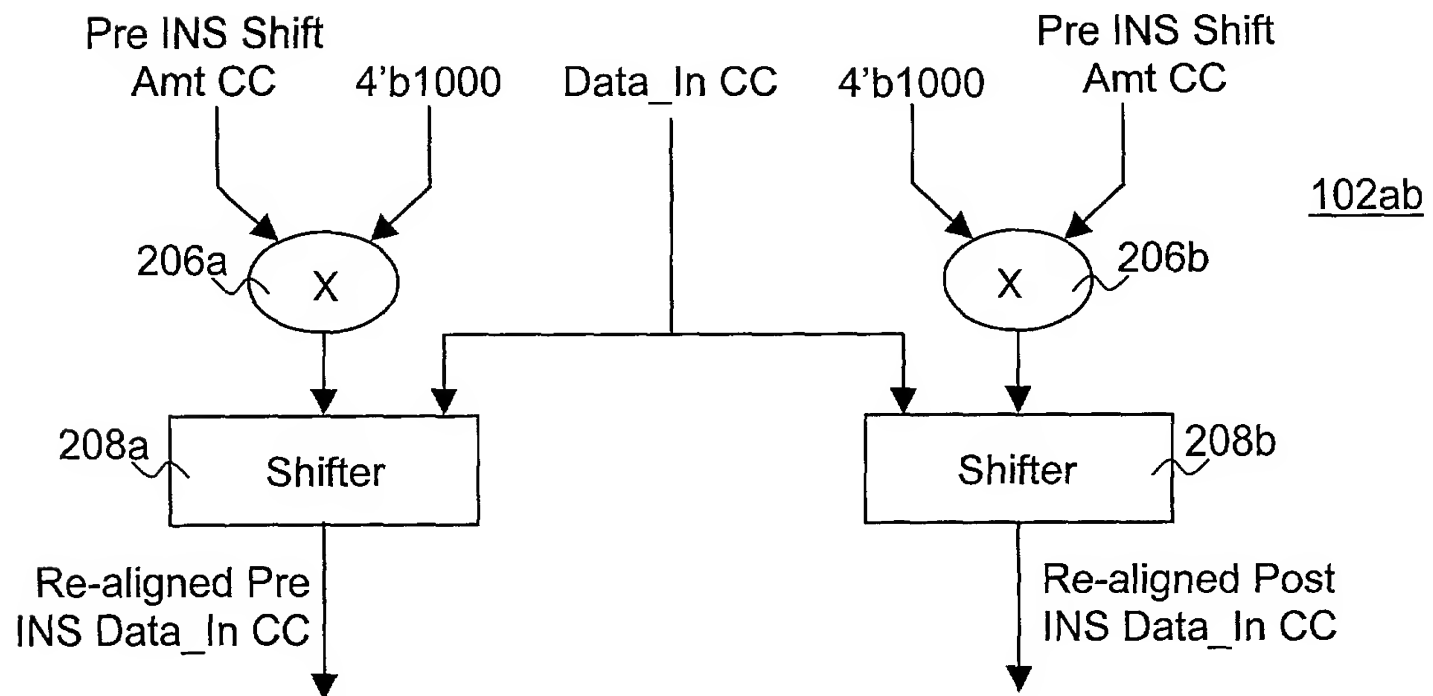 Pre INS Shift
Amt CC
4'b1000
Data_In CC
4'b1000
Pre INS Shift
Amt CC
102ab
206a
X
X
206b
208a
Shifter
Shifter
208b
Re-aligned Pre
INS Data_In CC
Re-aligned Post
INS Data_In CC